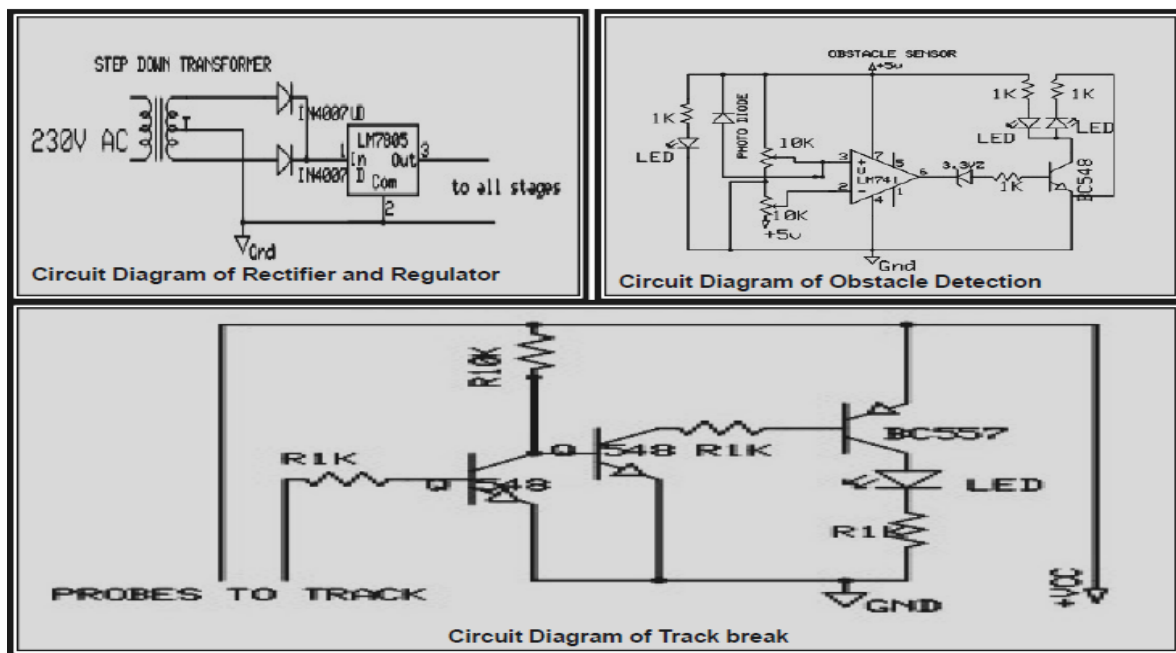 STEP DOWN TRANSFORMER
IN4007
230V AC
T
LM7805
1 In Out 3
IN4007 D
Com
to all stages
2
Gnd
Circuit Diagram of Rectifier and Regulator
OBSTACLE SENSOR
+5v
1K
PHOTO DIODE
1K 1K
LED
10K
LED LED
3 + 7 5
LM741
6
3.3VZ
2 - 4 1
1K
BC548
10K
+5v
Gnd
Circuit Diagram of Obstacle Detection
R10K
R1K
Q 548
Q 548 R1K
BC557
LED
R1K
PROBES TO TRACK
GND
+VCC
Circuit Diagram of Track break